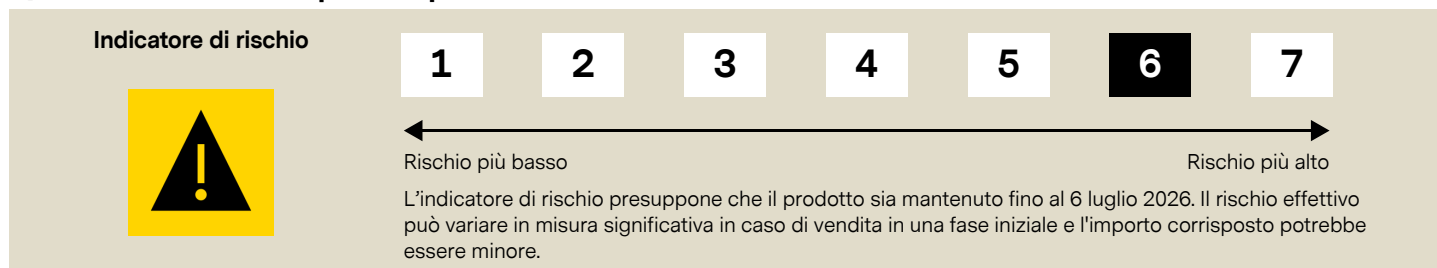 Indicatore di rischio
1 2 3 4 5 6 7
!
Rischio più basso Rischio più alto
L'indicatore di rischio presuppone che il prodotto sia mantenuto fino al 6 luglio 2026. Il rischio effettivo
può variare in misura significativa in caso di vendita in una fase iniziale e l'importo corrisposto potrebbe
essere minore.